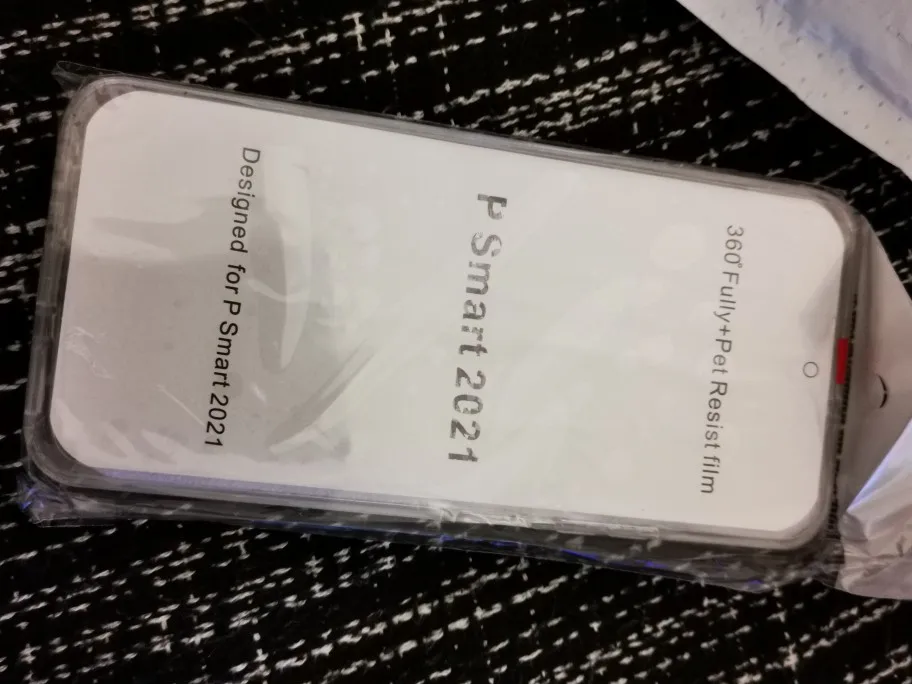 360°Fully+Pet Resist film
P Smart 2021
Designed for P Smart 2021